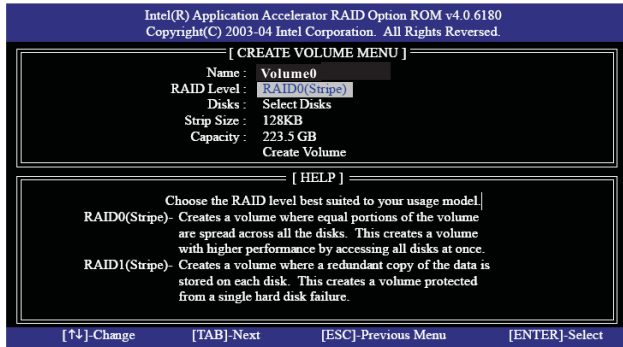 Intel(R) Application Accelerator RAID Option ROM v4.0.6180
Copyright(C) 2003-04 Intel Corporation. All Rights Reserved.
[ CREATE VOLUME MENU ]
Name : Volume0
RAID Level : RAID0(Stripe)
Disks : Select Disks
Strip Size : 128KB
Capacity : 223.5 GB
Create Volume
[ HELP ]
Choose the RAID level best suited to your usage model.
RAID0(Stripe)- Creates a volume where equal portions of the volume
are spread across all the disks. This creates a volume
with higher performance by accessing all disks at once.
RAID1(Stripe)- Creates a volume where a redundant copy of the data is
stored on each disk. This creates a volume protected
from a single hard disk failure.
[↑↓]-Change [TAB]-Next [ESC]-Previous Menu [ENTER]-Select